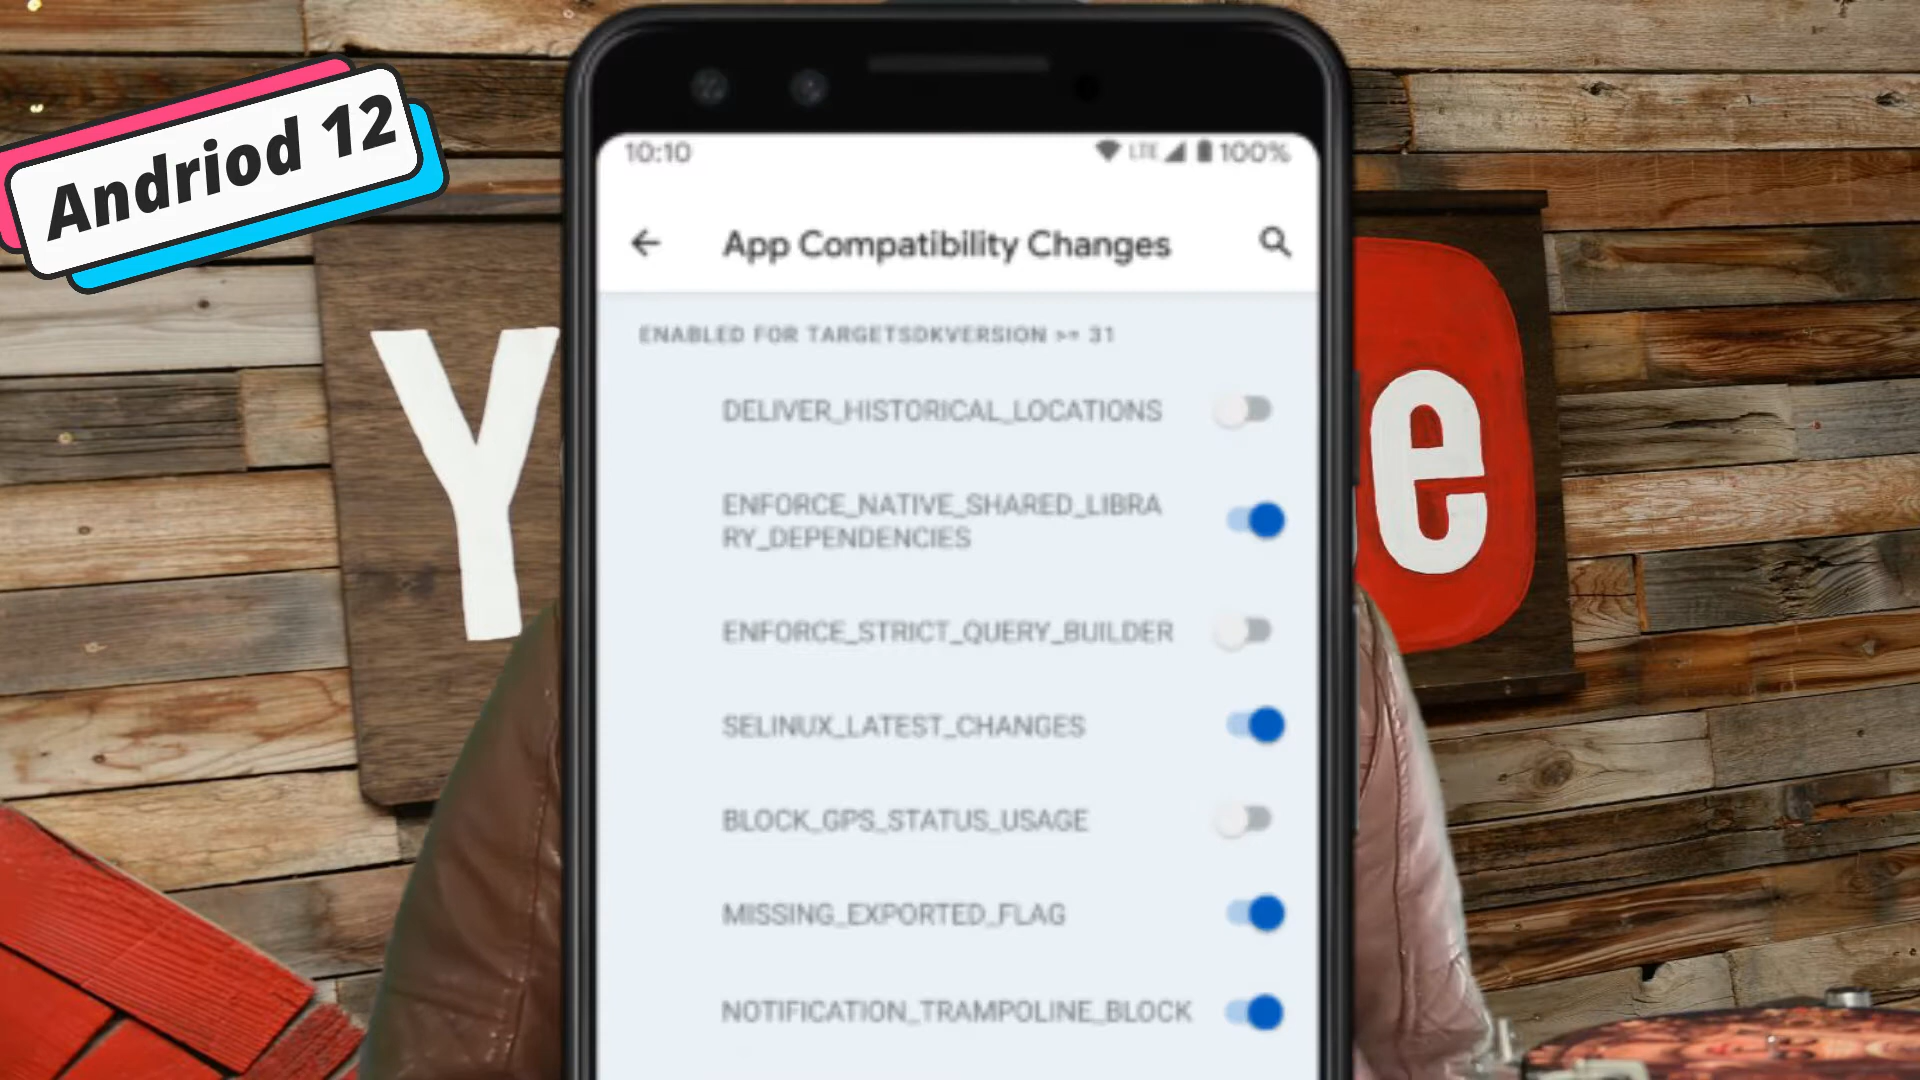 Andriod 12
Y
e
10:10 LTE 100%
App Compatibility Changes
ENABLED FOR TARGETSDKVERSION >= 31
DELIVER_HISTORICAL_LOCATIONS
ENFORCE_NATIVE_SHARED_LIBRA
RY_DEPENDENCIES
ENFORCE_STRICT_QUERY_BUILDER
SELINUX_LATEST_CHANGES
BLOCK_GPS_STATUS_USAGE
MISSING_EXPORTED_FLAG
NOTIFICATION_TRAMPOLINE_BLOCK